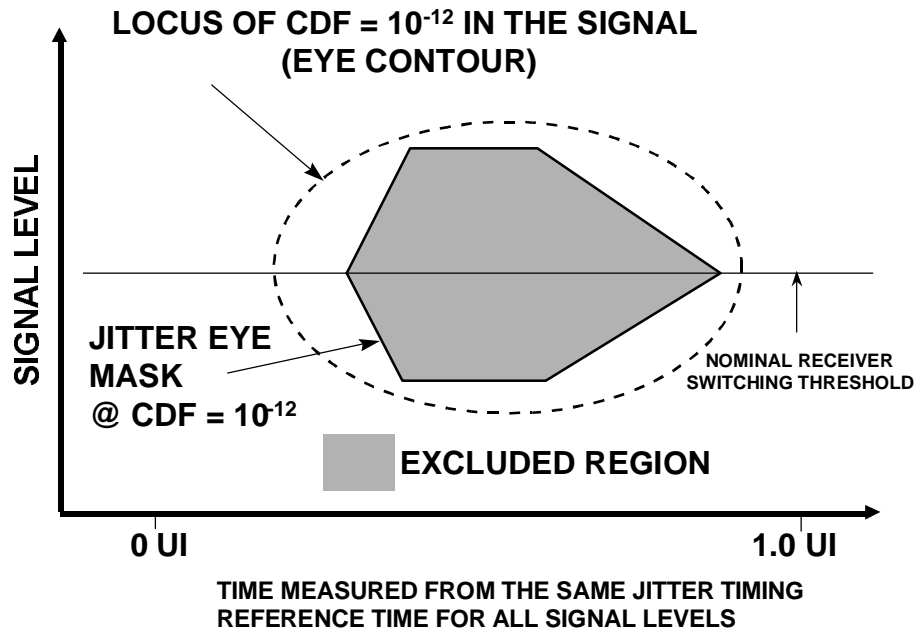 LOCUS OF CDF = 10⁻¹² IN THE SIGNAL
(EYE CONTOUR)
SIGNAL LEVEL
JITTER EYE
MASK
@ CDF = 10⁻¹²
NOMINAL RECEIVER
SWITCHING THRESHOLD
EXCLUDED REGION
0 UI
1.0 UI
TIME MEASURED FROM THE SAME JITTER TIMING
REFERENCE TIME FOR ALL SIGNAL LEVELS